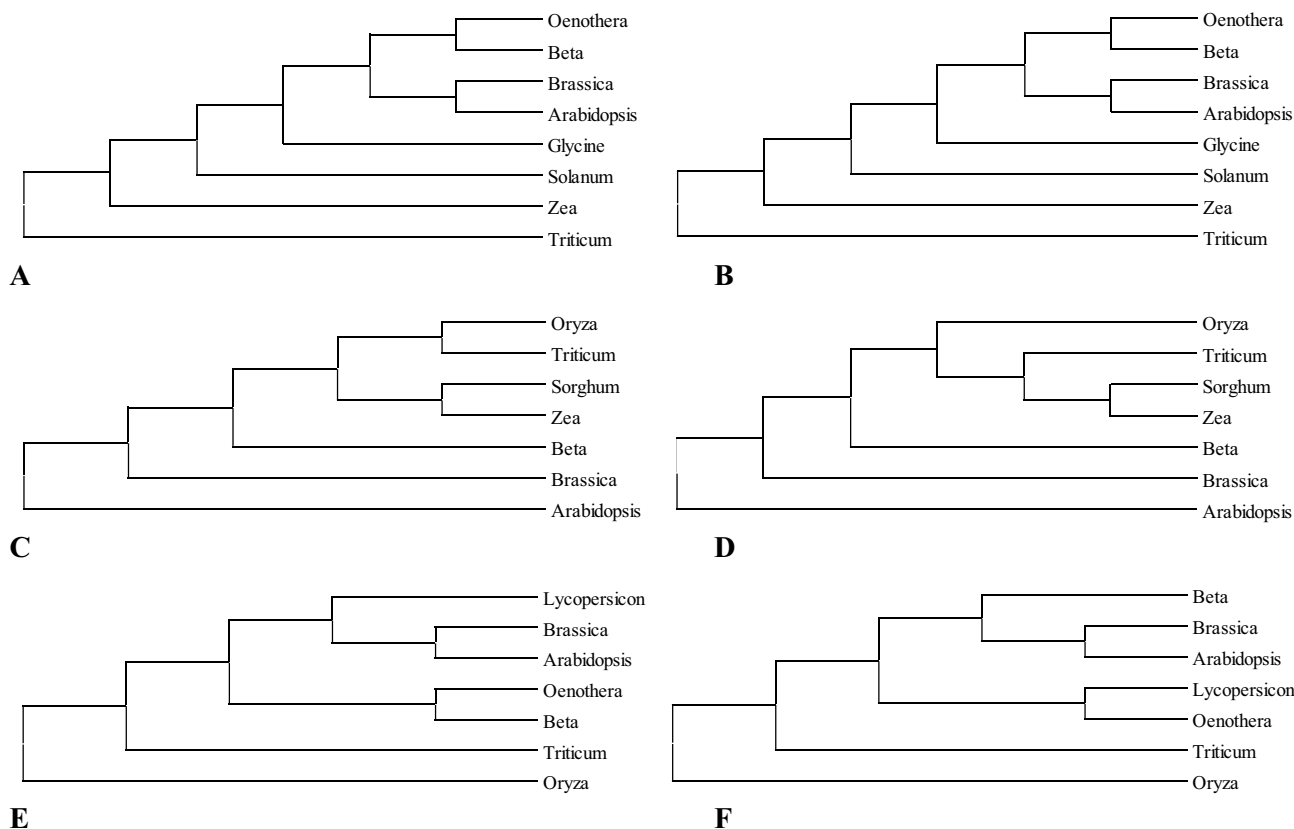 Oenothera
Beta
Brassica
Arabidopsis
Glycine
Solanum
Zea
Triticum
A
Oenothera
Beta
Brassica
Arabidopsis
Glycine
Solanum
Zea
Triticum
B
Oryza
Triticum
Sorghum
Zea
Beta
Brassica
Arabidopsis
C
Oryza
Triticum
Sorghum
Zea
Beta
Brassica
Arabidopsis
D
Lycopersicon
Brassica
Arabidopsis
Oenothera
Beta
Triticum
Oryza
E
Beta
Brassica
Arabidopsis
Lycopersicon
Oenothera
Triticum
Oryza
F